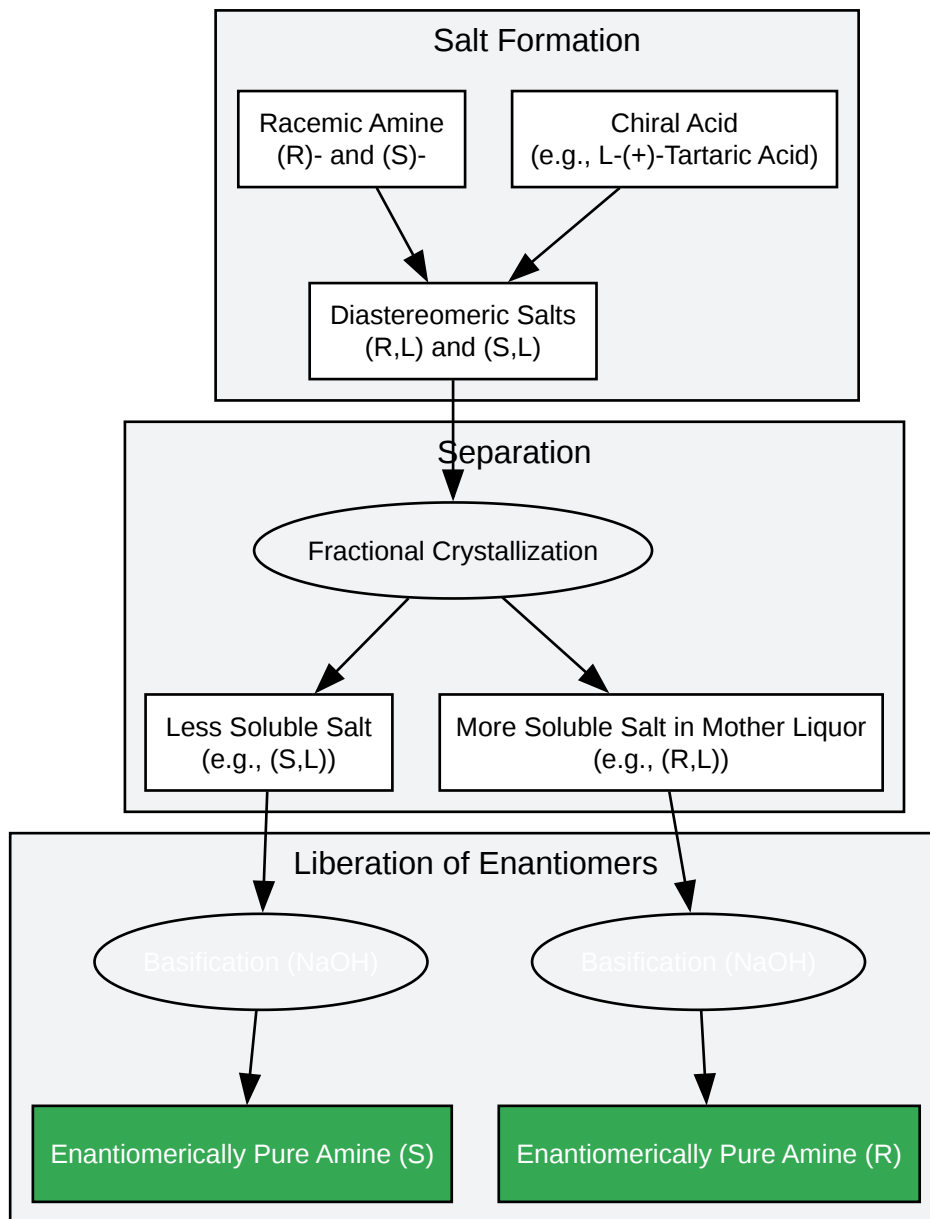 Salt Formation
Racemic Amine
(R)- and (S)-
Chiral Acid
(e.g., L-(+)-Tartaric Acid)
Diastereomeric Salts
(R,L) and (S,L)
Separation
Fractional Crystallization
Less Soluble Salt
(e.g., (S,L))
More Soluble Salt in Mother Liquor
(e.g., (R,L))
Liberation of Enantiomers
Basification (NaOH)
Basification (NaOH)
Enantiomerically Pure Amine (S)
Enantiomerically Pure Amine (R)